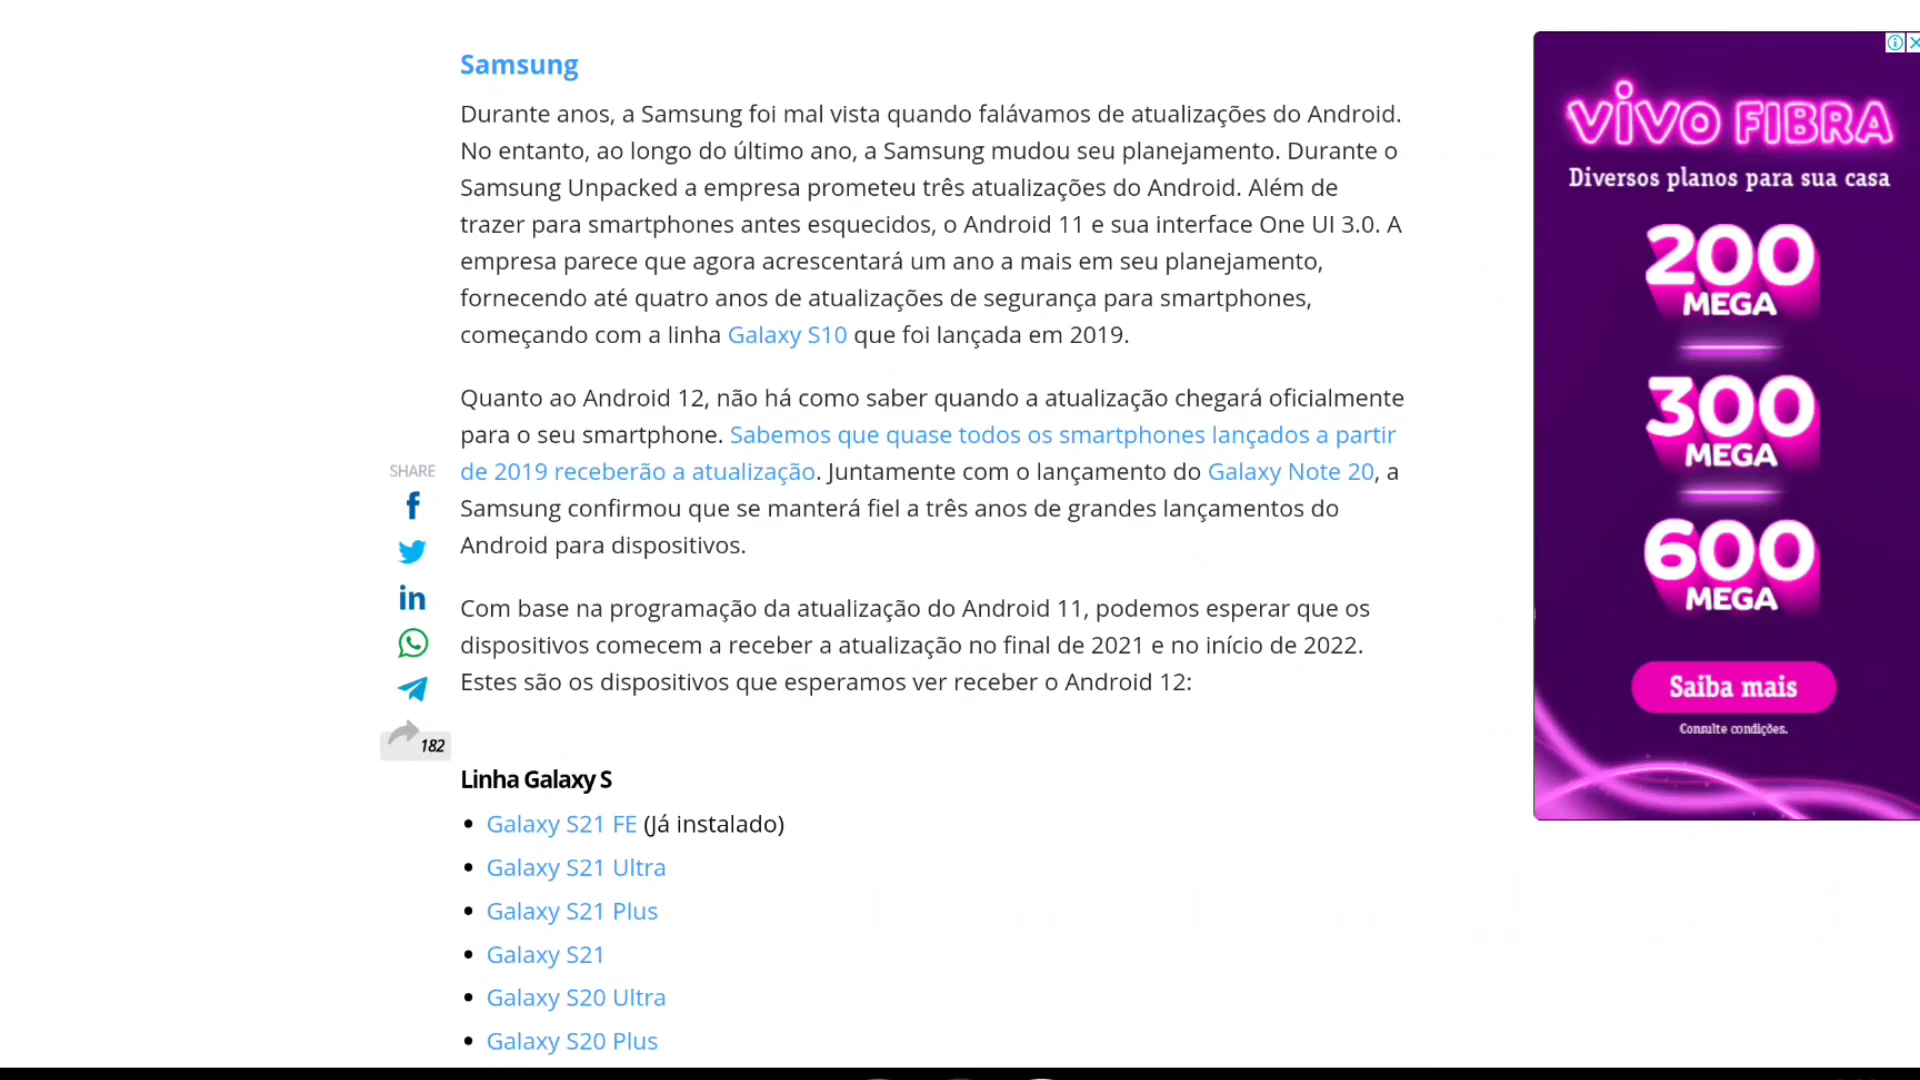 Samsung
Durante anos, a Samsung foi mal vista quando falávamos de atualizações do Android.
No entanto, ao longo do último ano, a Samsung mudou seu planejamento. Durante o
Samsung Unpacked a empresa prometeu três atualizações do Android. Além de
trazer para smartphones antes esquecidos, o Android 11 e sua interface One UI 3.0. A
empresa parece que agora acrescentará um ano a mais em seu planejamento,
fornecendo até quatro anos de atualizações de segurança para smartphones,
começando com a linha Galaxy S10 que foi lançada em 2019.
Quanto ao Android 12, não há como saber quando a atualização chegará oficialmente
para o seu smartphone. Sabemos que quase todos os smartphones lançados a partir
de 2019 receberão a atualização. Juntamente com o lançamento do Galaxy Note 20, a
Samsung confirmou que se manterá fiel a três anos de grandes lançamentos do
Android para dispositivos.
Com base na programação da atualização do Android 11, podemos esperar que os
dispositivos comecem a receber a atualização no final de 2021 e no início de 2022.
Estes são os dispositivos que esperamos ver receber o Android 12:
Linha Galaxy S
Galaxy S21 FE (Já instalado)
Galaxy S21 Ultra
Galaxy S21 Plus
Galaxy S21
Galaxy S20 Ultra
Galaxy S20 Plus
SHARE
182
vivo FIBRA
Diversos planos para sua casa
200
MEGA
300
MEGA
600
MEGA
Saiba mais
Consulte condições.